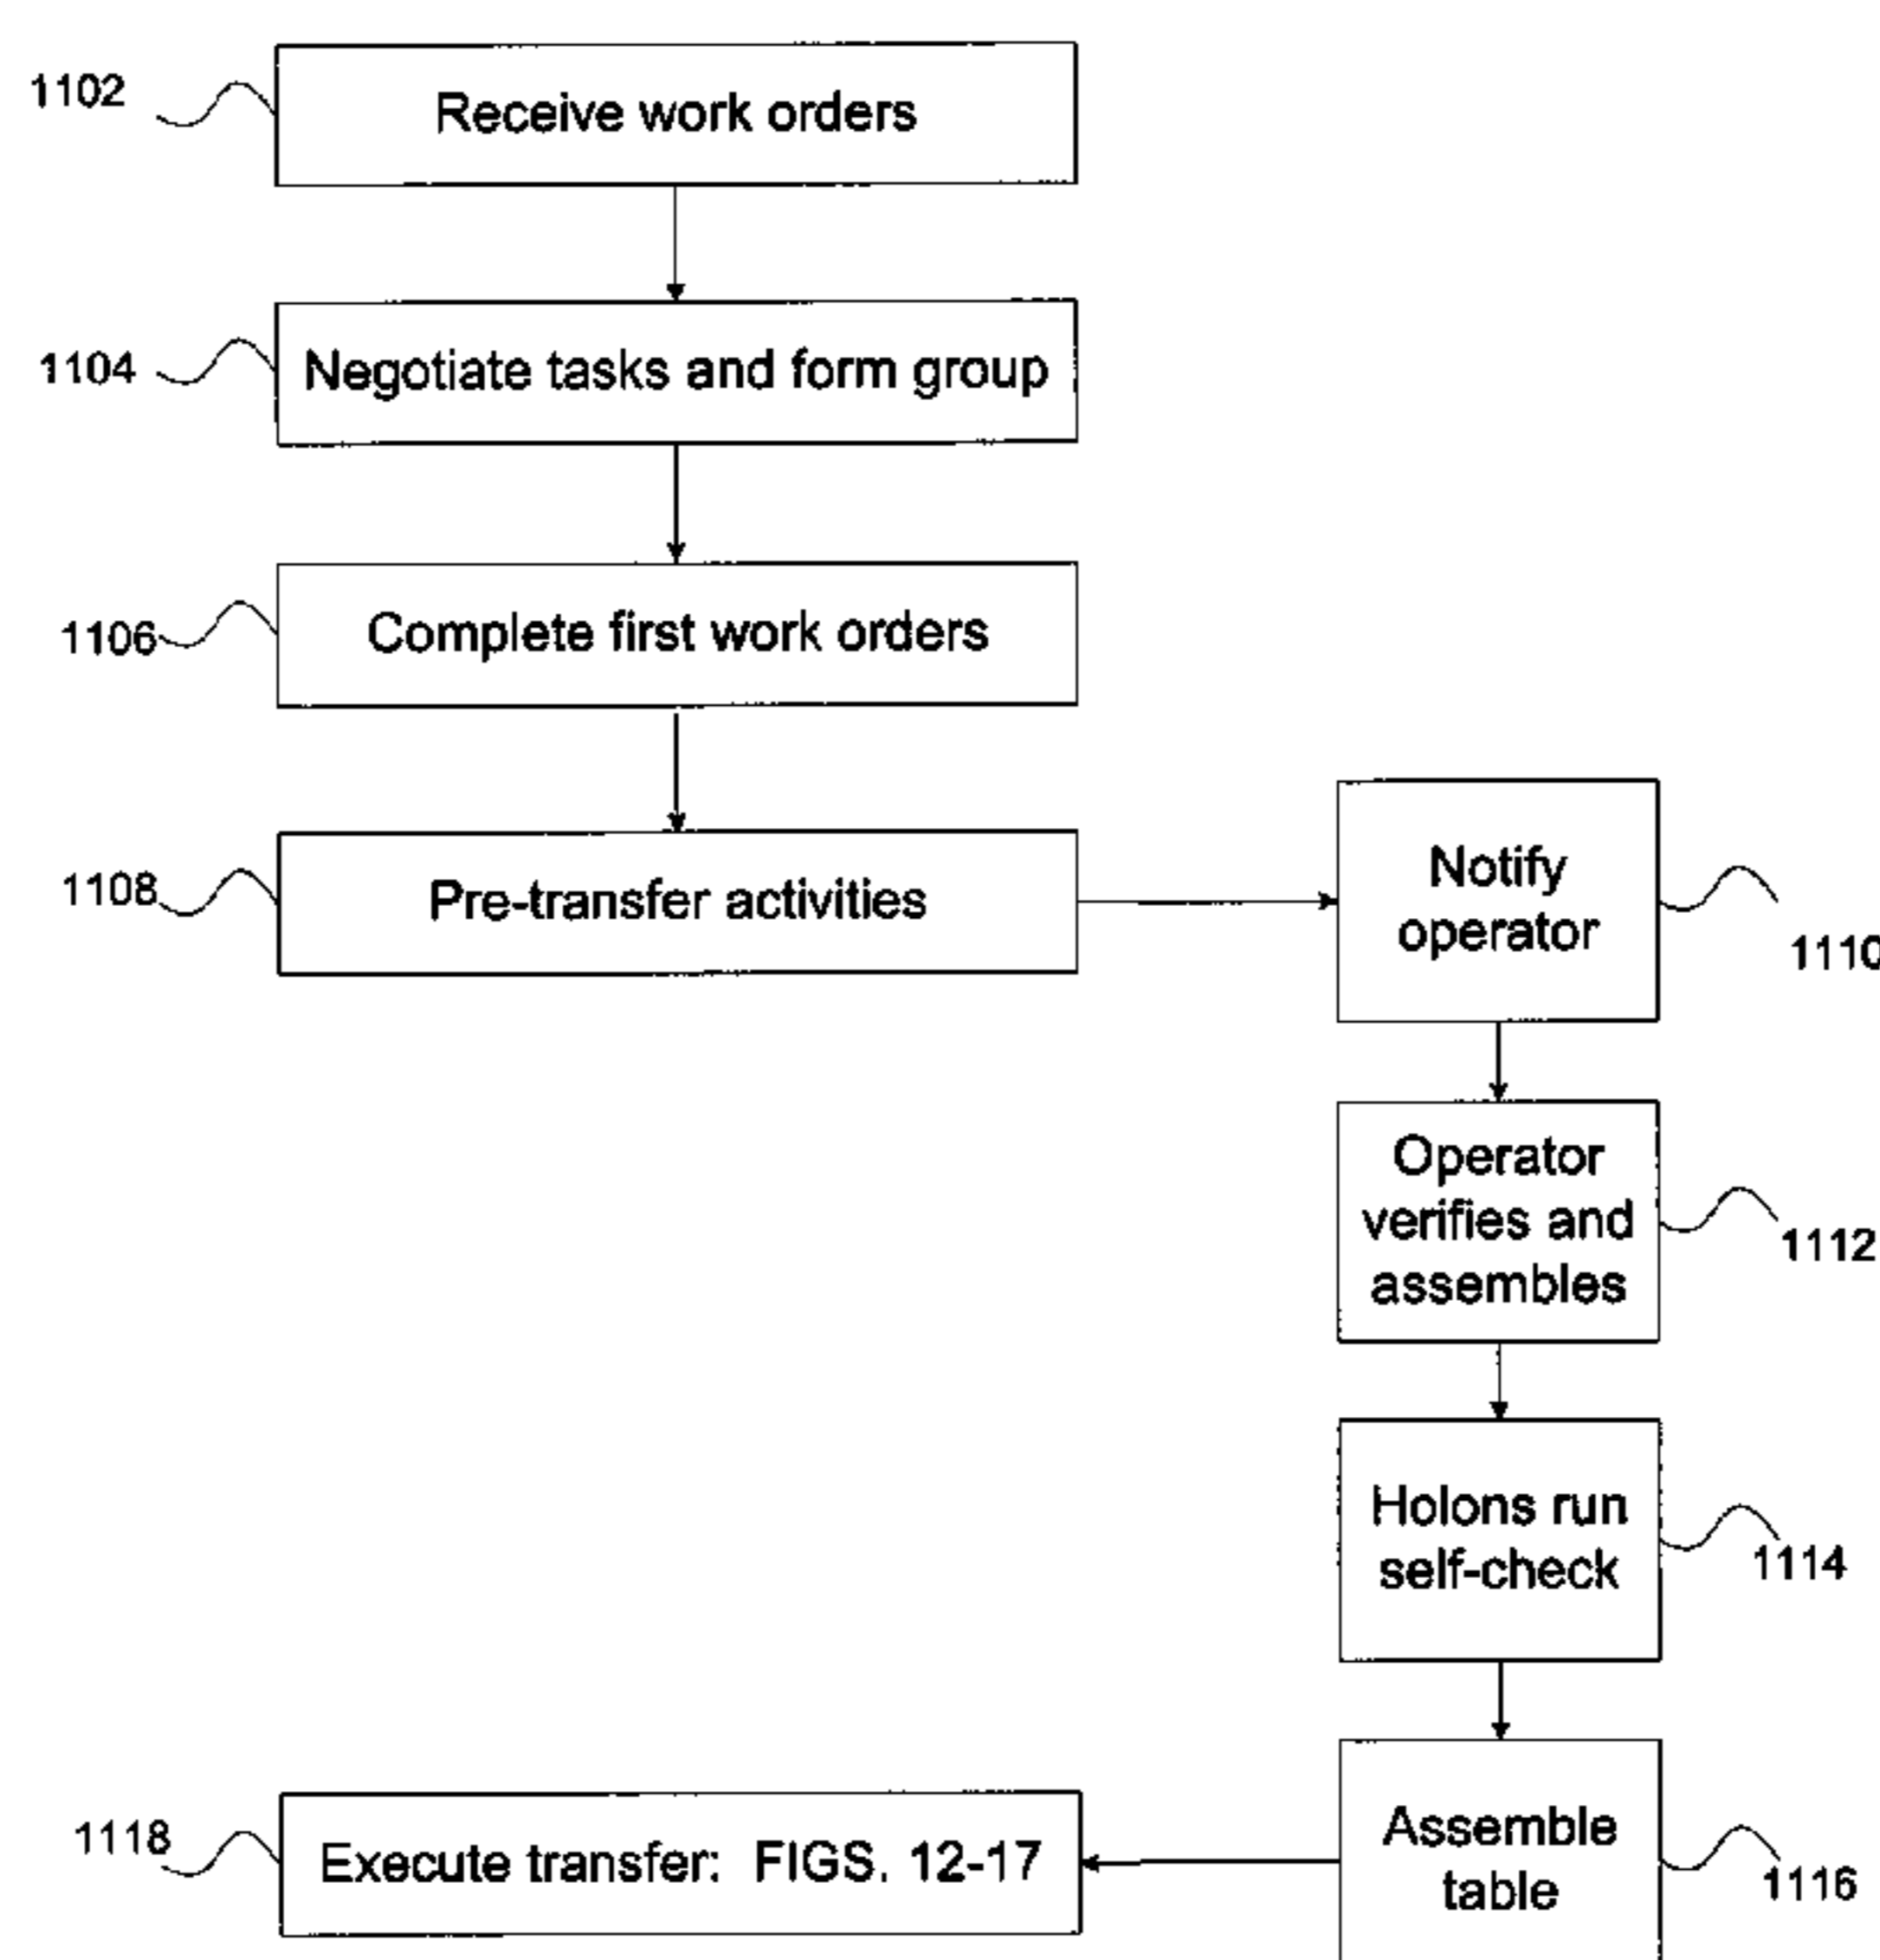 1102
Receive work orders
1104
Negotiate tasks and form group
1106
Complete first work orders
1108
Pre-transfer activities
Notify
operator
1110
Operator
verifies and
assembles
1112
Holons run
self-check
1114
Assemble
table
1116
1118
Execute transfer: FIGS. 12-17